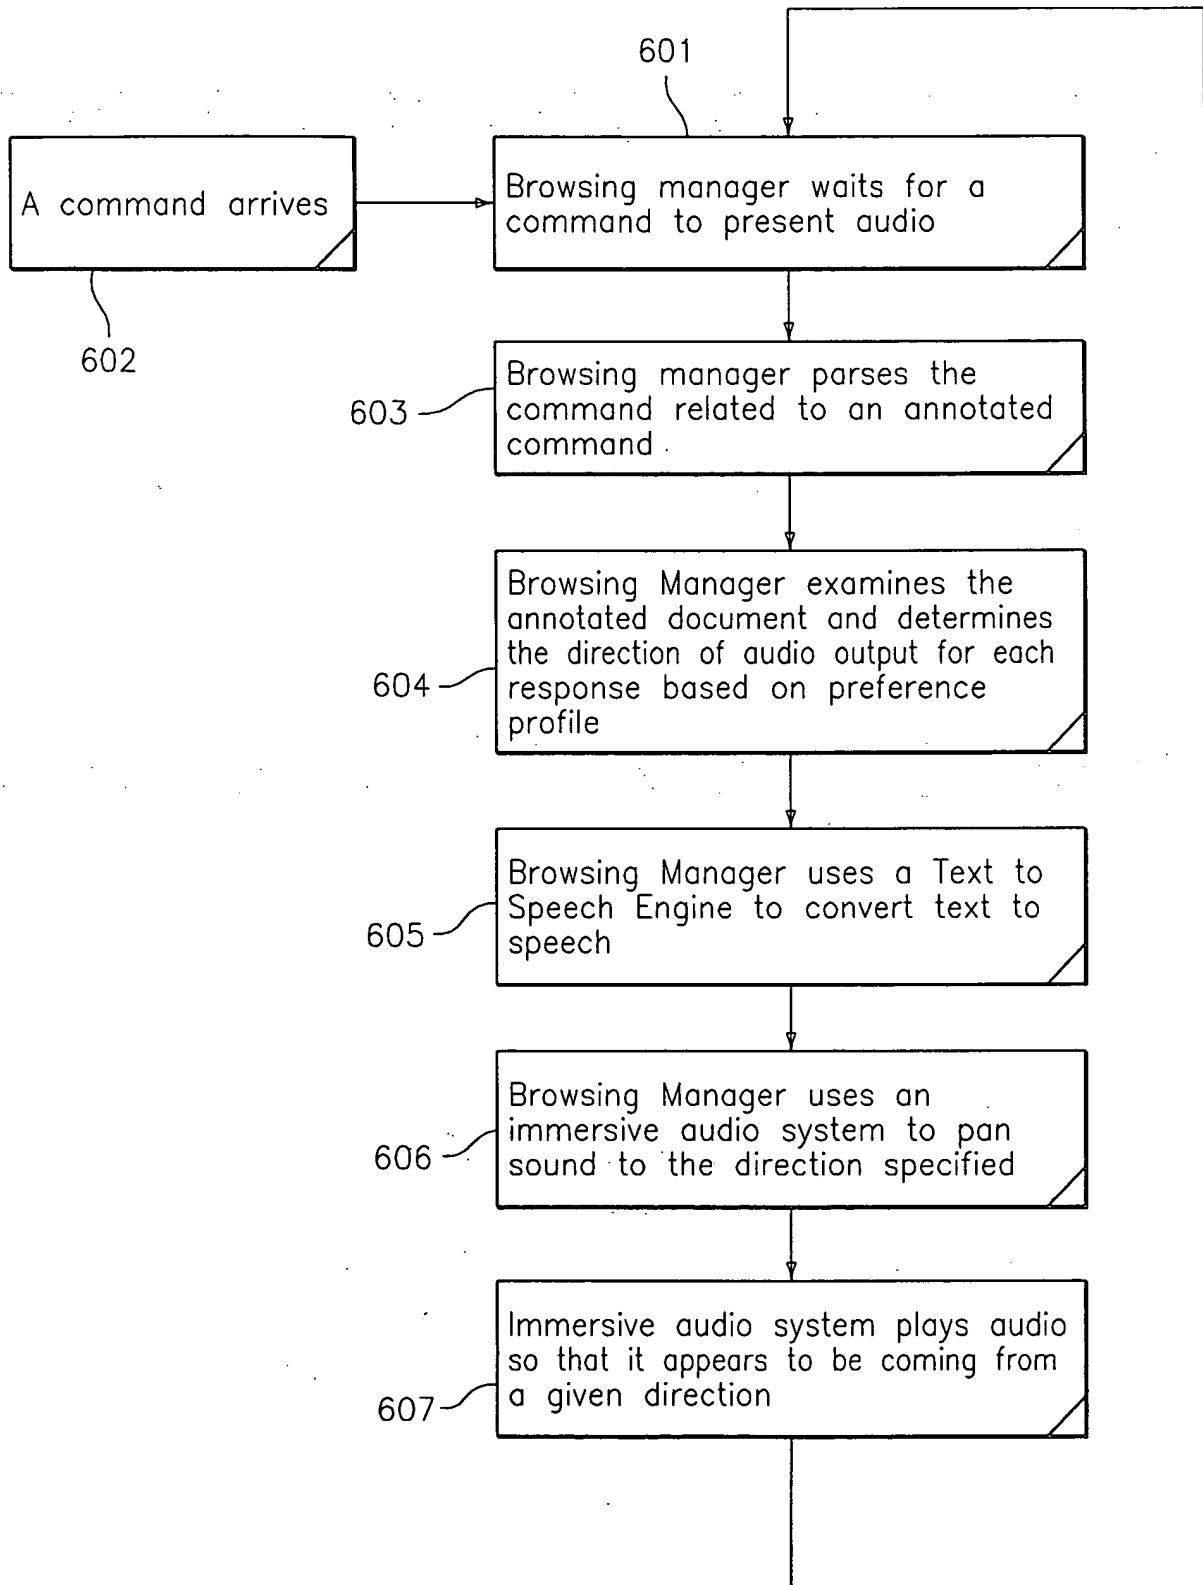 601
A command arrives
602
Browsing manager waits for a
command to present audio
603
Browsing manager parses the
command related to an annotated
command
604
Browsing Manager examines the
annotated document and determines
the direction of audio output for each
response based on preference
profile
605
Browsing Manager uses a Text to
Speech Engine to convert text to
speech
606
Browsing Manager uses an
immersive audio system to pan
sound to the direction specified
607
Immersive audio system plays audio
so that it appears to be coming from
a given direction